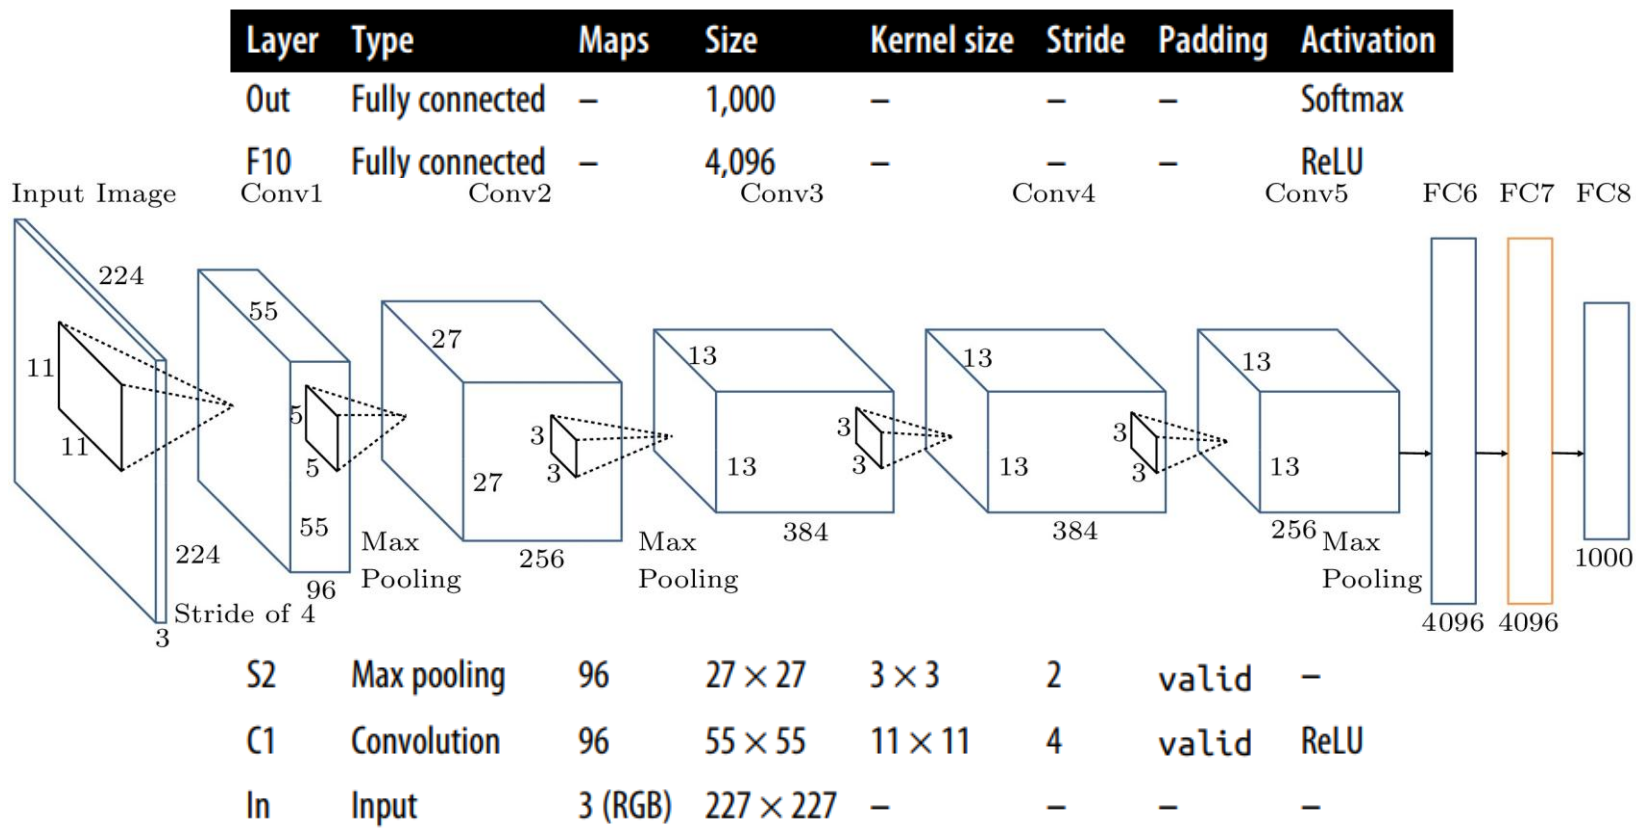 Layer Type Maps Size Kernel size Stride Padding Activation
Out Fully connected – 1,000 – – – Softmax
F10 Fully connected – 4,096 – – – ReLU
Input Image Conv1 Conv2 Conv3 Conv4 Conv5 FC6 FC7 FC8
224
11
11
224
Stride of 4
3
55
5
5
55
96
Max
Pooling
27
3
3
27
256
Max
Pooling
13
3
3
13
384
13
3
3
13
384
13
13
256
Max
Pooling
4096
4096
1000
S2 Max pooling 96 27 × 27 3 × 3 2 valid –
C1 Convolution 96 55 × 55 11 × 11 4 valid ReLU
In Input 3 (RGB) 227 × 227 – – – –